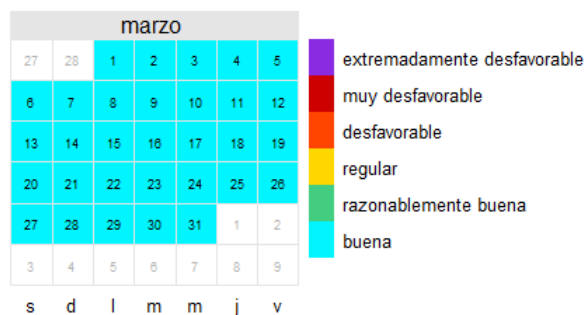 marzo
27 28 1 2 3 4 5
6 7 8 9 10 11 12
13 14 15 16 17 18 19
20 21 22 23 24 25 26
27 28 29 30 31 1 2
3 4 5 6 7 8 9
s d l m m j v
extremadamente desfavorable
muy desfavorable
desfavorable
regular
razonablemente buena
buena